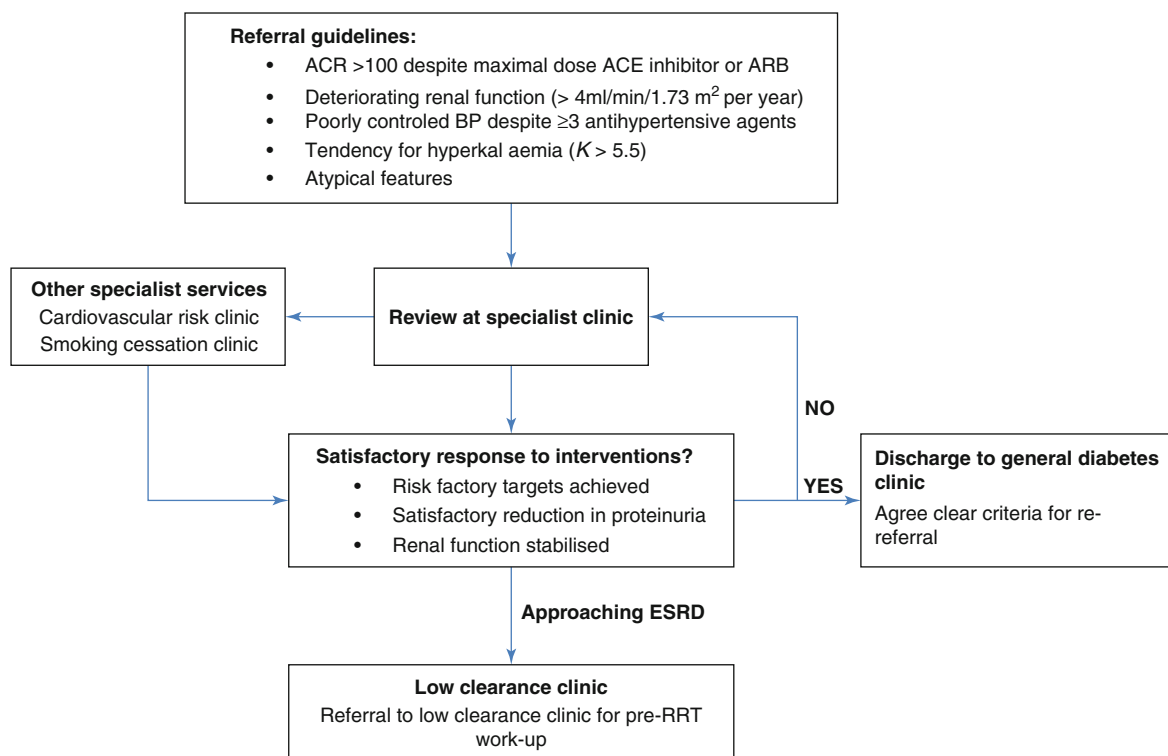 Referral guidelines:
• ACR >100 despite maximal dose ACE inhibitor or ARB
• Deteriorating renal function (> 4ml/min/1.73 m² per year)
• Poorly controled BP despite ≥3 antihypertensive agents
• Tendency for hyperkal aemia (K > 5.5)
• Atypical features
Other specialist services
Cardiovascular risk clinic
Smoking cessation clinic
Review at specialist clinic
NO
Satisfactory response to interventions?
• Risk factory targets achieved
• Satisfactory reduction in proteinuria
• Renal function stabilised
YES
Discharge to general diabetes
clinic
Agree clear criteria for re-
referral
Approaching ESRD
Low clearance clinic
Referral to low clearance clinic for pre-RRT
work-up